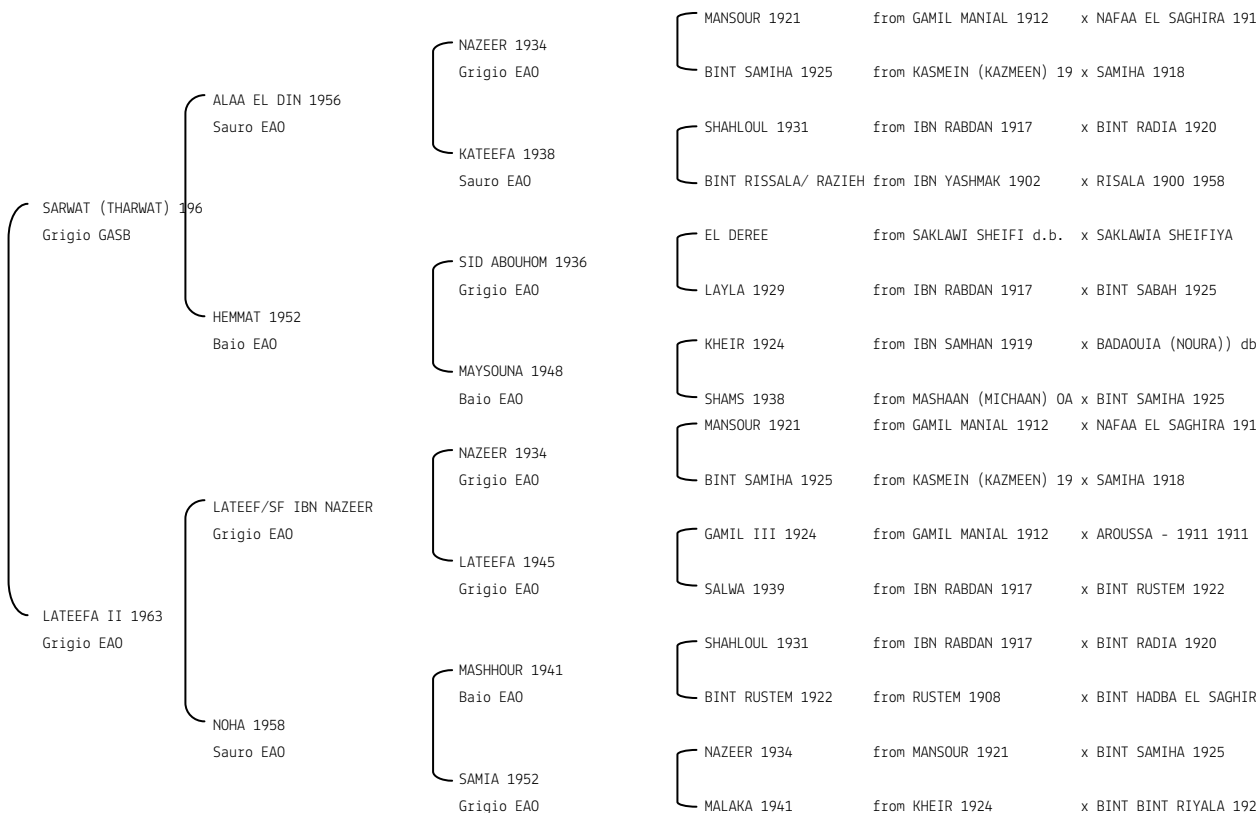 MANSOUR 1921 from GAMIL MANIAL 1912 x NAFAA EL SAGHIRA 191
NAZEER 1934
Grigio EAO
BINT SAMIHA 1925 from KASMEIN (KAZMEEN) 19 x SAMIHA 1918
ALAA EL DIN 1956
Sauro EAO
SHAHLOUL 1931 from IBN RABDAN 1917 x BINT RADIA 1920
KATEEFA 1938
Sauro EAO
BINT RISSALA/ RAZIEH from IBN YASHMAK 1902 x RISALA 1900 1958
SARWAT (THARWAT) 196
Grigio GASB
EL DEREE from SAKLAWI SHEIFI d.b. x SAKLAWIA SHEIFIYA
SID ABOUHOM 1936
Grigio EAO
LAYLA 1929 from IBN RABDAN 1917 x BINT SABAH 1925
HEMMAT 1952
Baio EAO
KHEIR 1924 from IBN SAMHAN 1919 x BADAOUIA (NOURA)) db
MAYSOUNA 1948
Baio EAO
SHAMS 1938 from MASHAAN (MICHAAN) OA x BINT SAMIHA 1925
MANSOUR 1921 from GAMIL MANIAL 1912 x NAFAA EL SAGHIRA 191
NAZEER 1934
Grigio EAO
BINT SAMIHA 1925 from KASMEIN (KAZMEEN) 19 x SAMIHA 1918
LATEEF/SF IBN NAZEER
Grigio EAO
GAMIL III 1924 from GAMIL MANIAL 1912 x AROUSSA - 1911 1911
LATEEFA 1945
Grigio EAO
SALWA 1939 from IBN RABDAN 1917 x BINT RUSTEM 1922
LATEEFA II 1963
Grigio EAO
SHAHLOUL 1931 from IBN RABDAN 1917 x BINT RADIA 1920
MASHHOUR 1941
Baio EAO
BINT RUSTEM 1922 from RUSTEM 1908 x BINT HADBA EL SAGHIR
NOHA 1958
Sauro EAO
NAZEER 1934 from MANSOUR 1921 x BINT SAMIHA 1925
SAMIA 1952
Grigio EAO
MALAKA 1941 from KHEIR 1924 x BINT BINT RIYALA 192